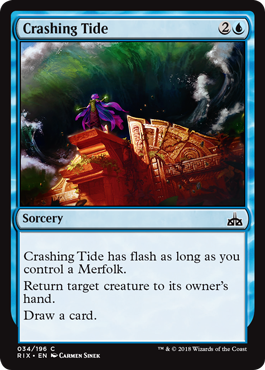 Crashing Tide 2
Sorcery
Crashing Tide has flash as long as you
control a Merfolk.
Return target creature to its owner's
hand.
Draw a card.
034/196 C
RIX • EN CARMEN SINEK
™ & © 2018 Wizards of the Coast